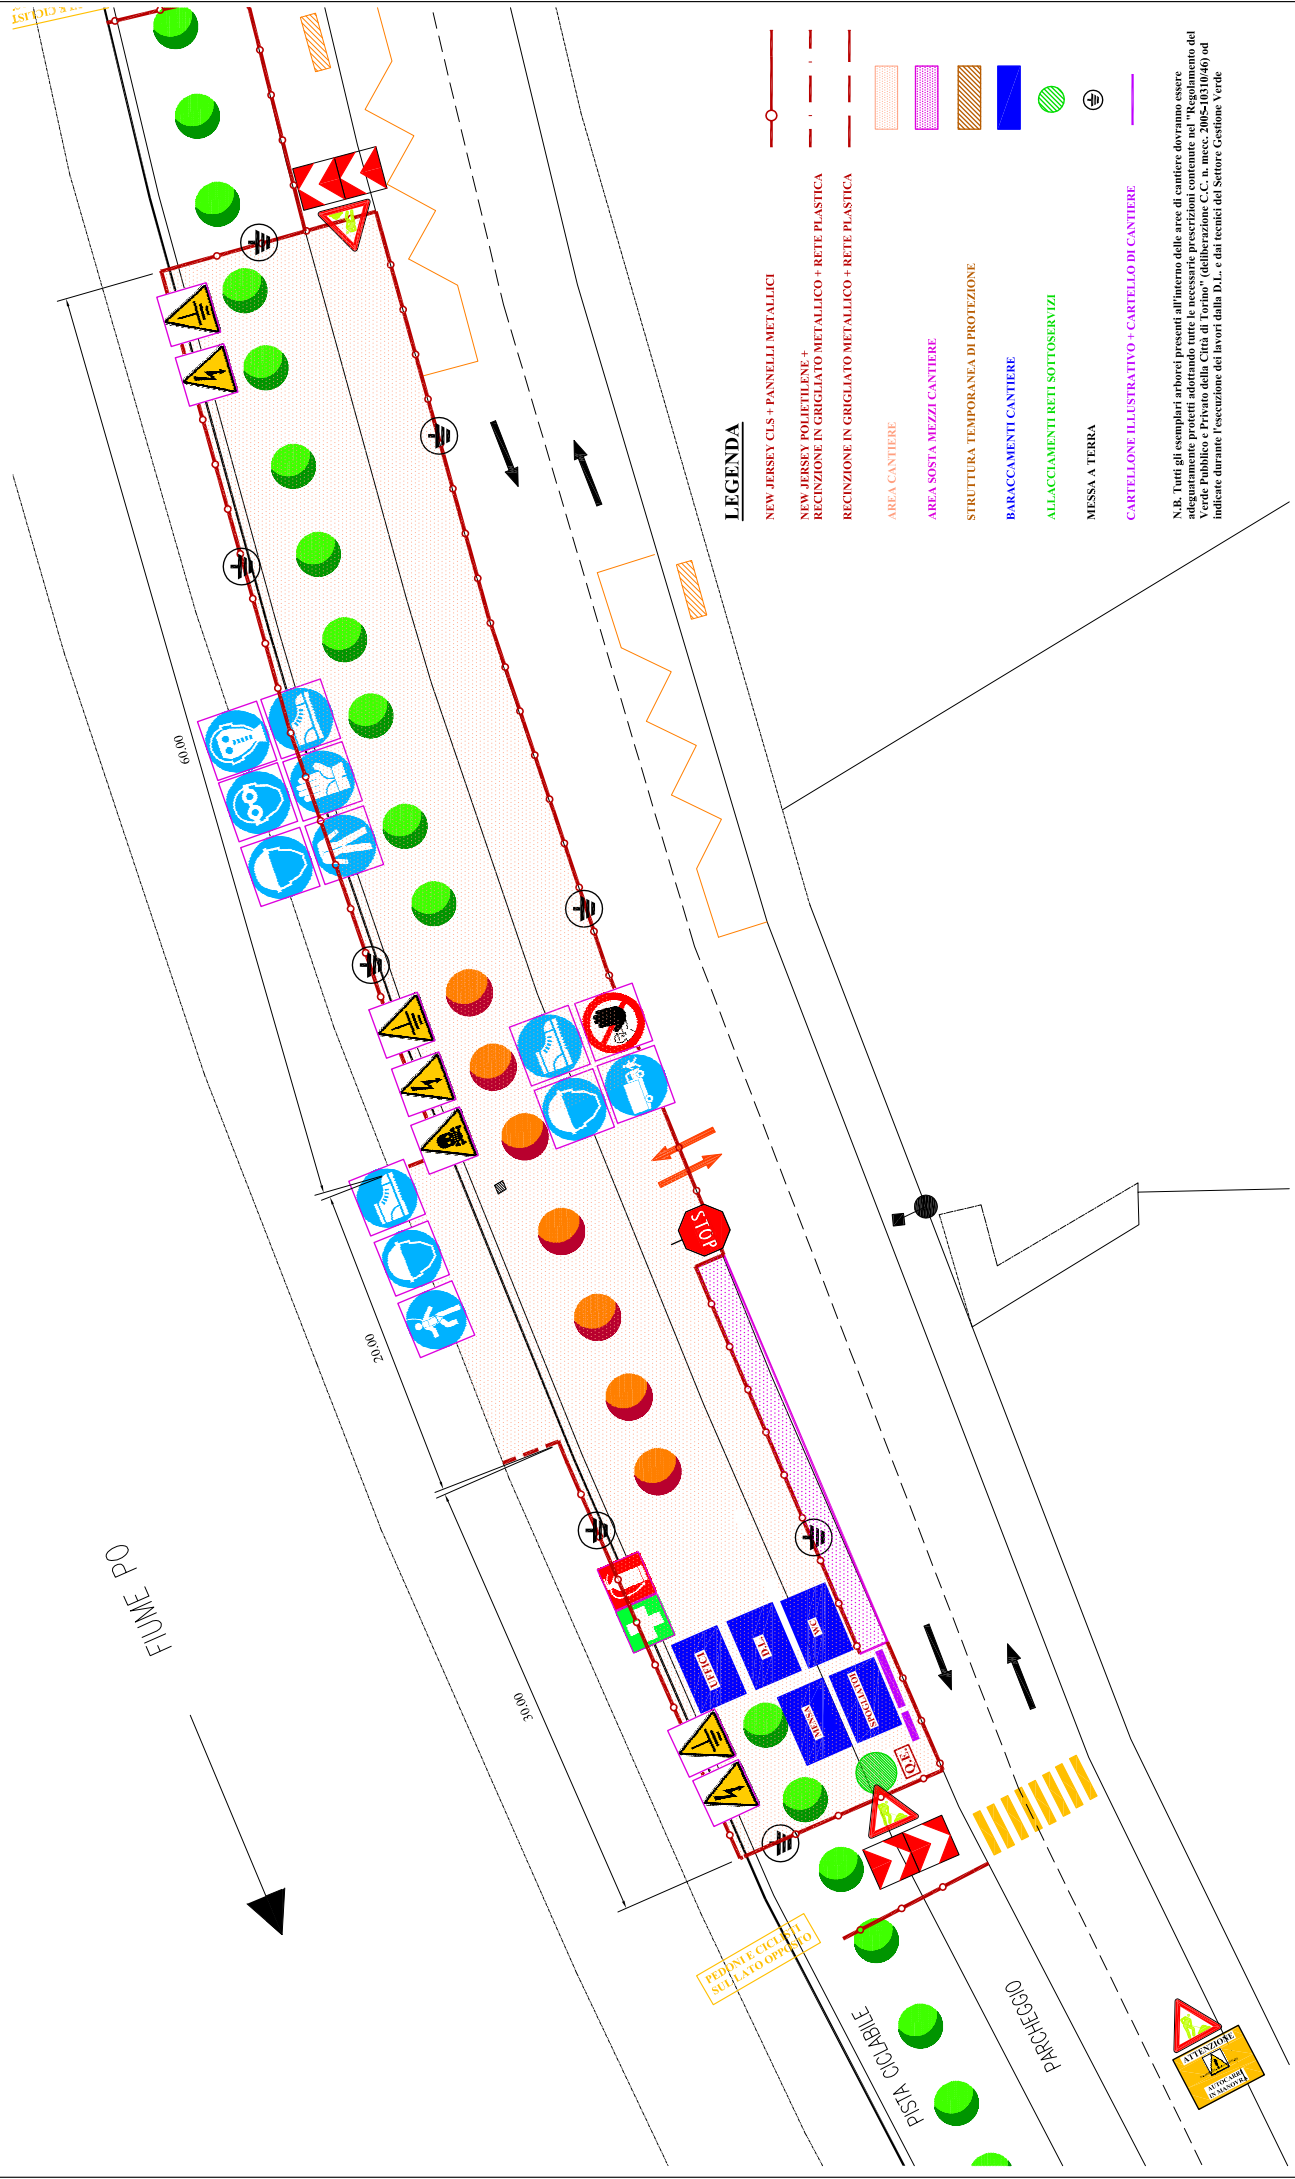 LEGENDA
NEW JERSEY CLS + PANNELLI METALLICI
NEW JERSEY POLIETILENE +
RECINZIONE IN GRIGLIATO METALLICO + RETE PLASTICA
RECINZIONE IN GRIGLIATO METALLICO + RETE PLASTICA
AREA CANTIERE
AREA SOSTA MEZZI CANTIERE
STRUTTURA TEMPORANEA DI PROTEZIONE
BARACCAMENTI CANTIERE
ALLACCIAMENTI RETI SOTTOSERVIZI
MESSA A TERRA
CARTELLONE ILLUSTRATIVO + CARTELLO DI CANTIERE
N.B. Tutti gli esemplari arborei presenti all'interno delle aree di cantiere dovranno essere
adeguatamente protetti adottando tutte le necessarie prescrizioni contenute nel "Regolamento del
Verde Pubblico e Privato della Città di Torino" (deliberazione C.C. n. mecc. 2005-10310/46) od
indicate durante l'esecuzione dei lavori dalla D.L. e dai tecnici del Settore Gestione Verde
60.00
20.00
30.00
FIUME PO
STOP
UFFICI
D.L.
WC
MENSA
SPOGLIATOI
Q.E.
PEDONI E CICLISTI
SUL LATO OPPOSTO
PISTA CICLABILE
PARCHEGGIO
ATTENZIONE
AUTOCARRI
IN MANOVRA